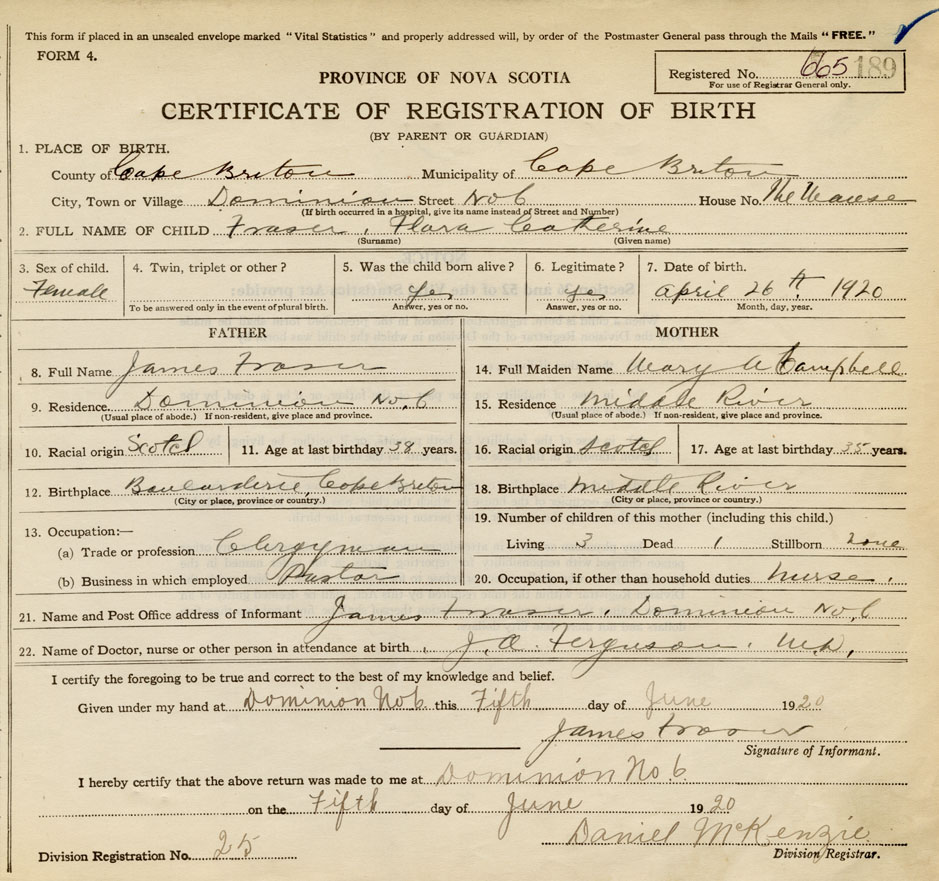 This form if placed in an unsealed envelope marked "Vital Statistics" and properly addressed will, by order of the Postmaster General pass through the Mails "FREE."
FORM 4.
Registered No. 665 189
For use of Registrar General only.
PROVINCE OF NOVA SCOTIA
CERTIFICATE OF REGISTRATION OF BIRTH
(BY PARENT OR GUARDIAN)
1. PLACE OF BIRTH.
County of Cape Breton Municipality of Cape Breton
City, Town or Village Dominion Street No 6 House No. The Manse
(If birth occurred in a hospital, give its name instead of Street and Number)
2. FULL NAME OF CHILD Fraser, Flora Catherine
(Surname) (Given name)
3. Sex of child. 4. Twin, triplet or other? 5. Was the child born alive? 6. Legitimate? 7. Date of birth.
Female Yes Yes April 26th 1920
To be answered only in the event of plural birth. Answer, yes or no. Answer, yes or no. Month, day, year.
FATHER
8. Full Name James Fraser
9. Residence Dominion No. 6
(Usual place of abode.) If non-resident, give place and province.
10. Racial origin Scotch 11. Age at last birthday 38 years.
12. Birthplace Boularderie, Cape Breton
(City or place, province or country.)
13. Occupation:—
(a) Trade or profession Clergyman
(b) Business in which employed Pastor
MOTHER
14. Full Maiden Name Mary A Campbell
15. Residence Middle River
(Usual place of abode.) If non-resident, give place and province.
16. Racial origin Scotch 17. Age at last birthday 35 years.
18. Birthplace Middle River
(City or place, province or country.)
19. Number of children of this mother (including this child.)
Living 3 Dead 1 Stillborn none
20. Occupation, if other than household duties Nurse.
21. Name and Post Office address of Informant James Fraser. Dominion No. 6
22. Name of Doctor, nurse or other person in attendance at birth J. A. Ferguson. M.D.
I certify the foregoing to be true and correct to the best of my knowledge and belief.
Given under my hand at Dominion No 6 this Fifth day of June 1920
James Fraser
Signature of Informant.
I hereby certify that the above return was made to me at Dominion No 6
on the Fifth day of June 1920
Daniel McKenzie
Division Registration No. 25 Division Registrar.